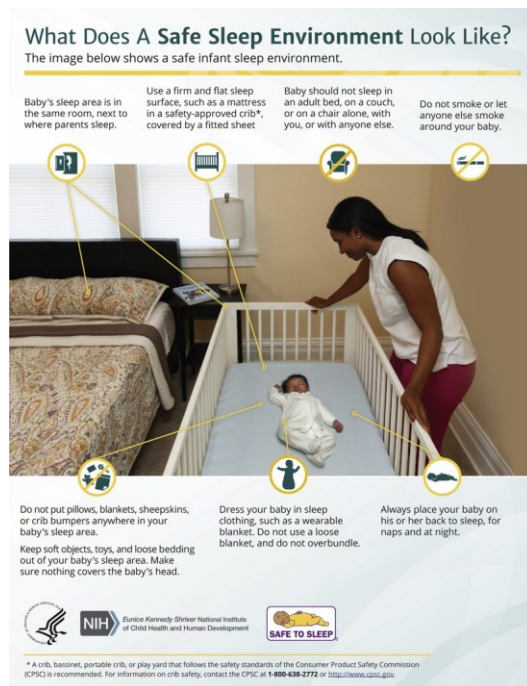 What Does A Safe Sleep Environment Look Like?
The image below shows a safe infant sleep environment.
Baby's sleep area is in
the same room, next to
where parents sleep.
Use a firm and flat sleep
surface, such as a mattress
in a safety-approved crib*,
covered by a fitted sheet
Baby should not sleep in
an adult bed, on a couch,
or on a chair alone, with
you, or with anyone else.
Do not smoke or let
anyone else smoke
around your baby.
Do not put pillows, blankets, sheepskins,
or crib bumpers anywhere in your
baby's sleep area.
Keep soft objects, toys, and loose bedding
out of your baby's sleep area. Make
sure nothing covers the baby's head.
Dress your baby in sleep
clothing, such as a wearable
blanket. Do not use a loose
blanket, and do not overbundle.
Always place your baby on
his or her back to sleep, for
naps and at night.
NIH
Eunice Kennedy Shriver National Institute
of Child Health and Human Development
SAFE TO SLEEP
* A crib, bassinet, portable crib, or play yard that follows the safety standards of the Consumer Product Safety Commission
(CPSC) is recommended. For information on crib safety, contact the CPSC at 1-800-638-2772 or http://www.cpsc.gov.